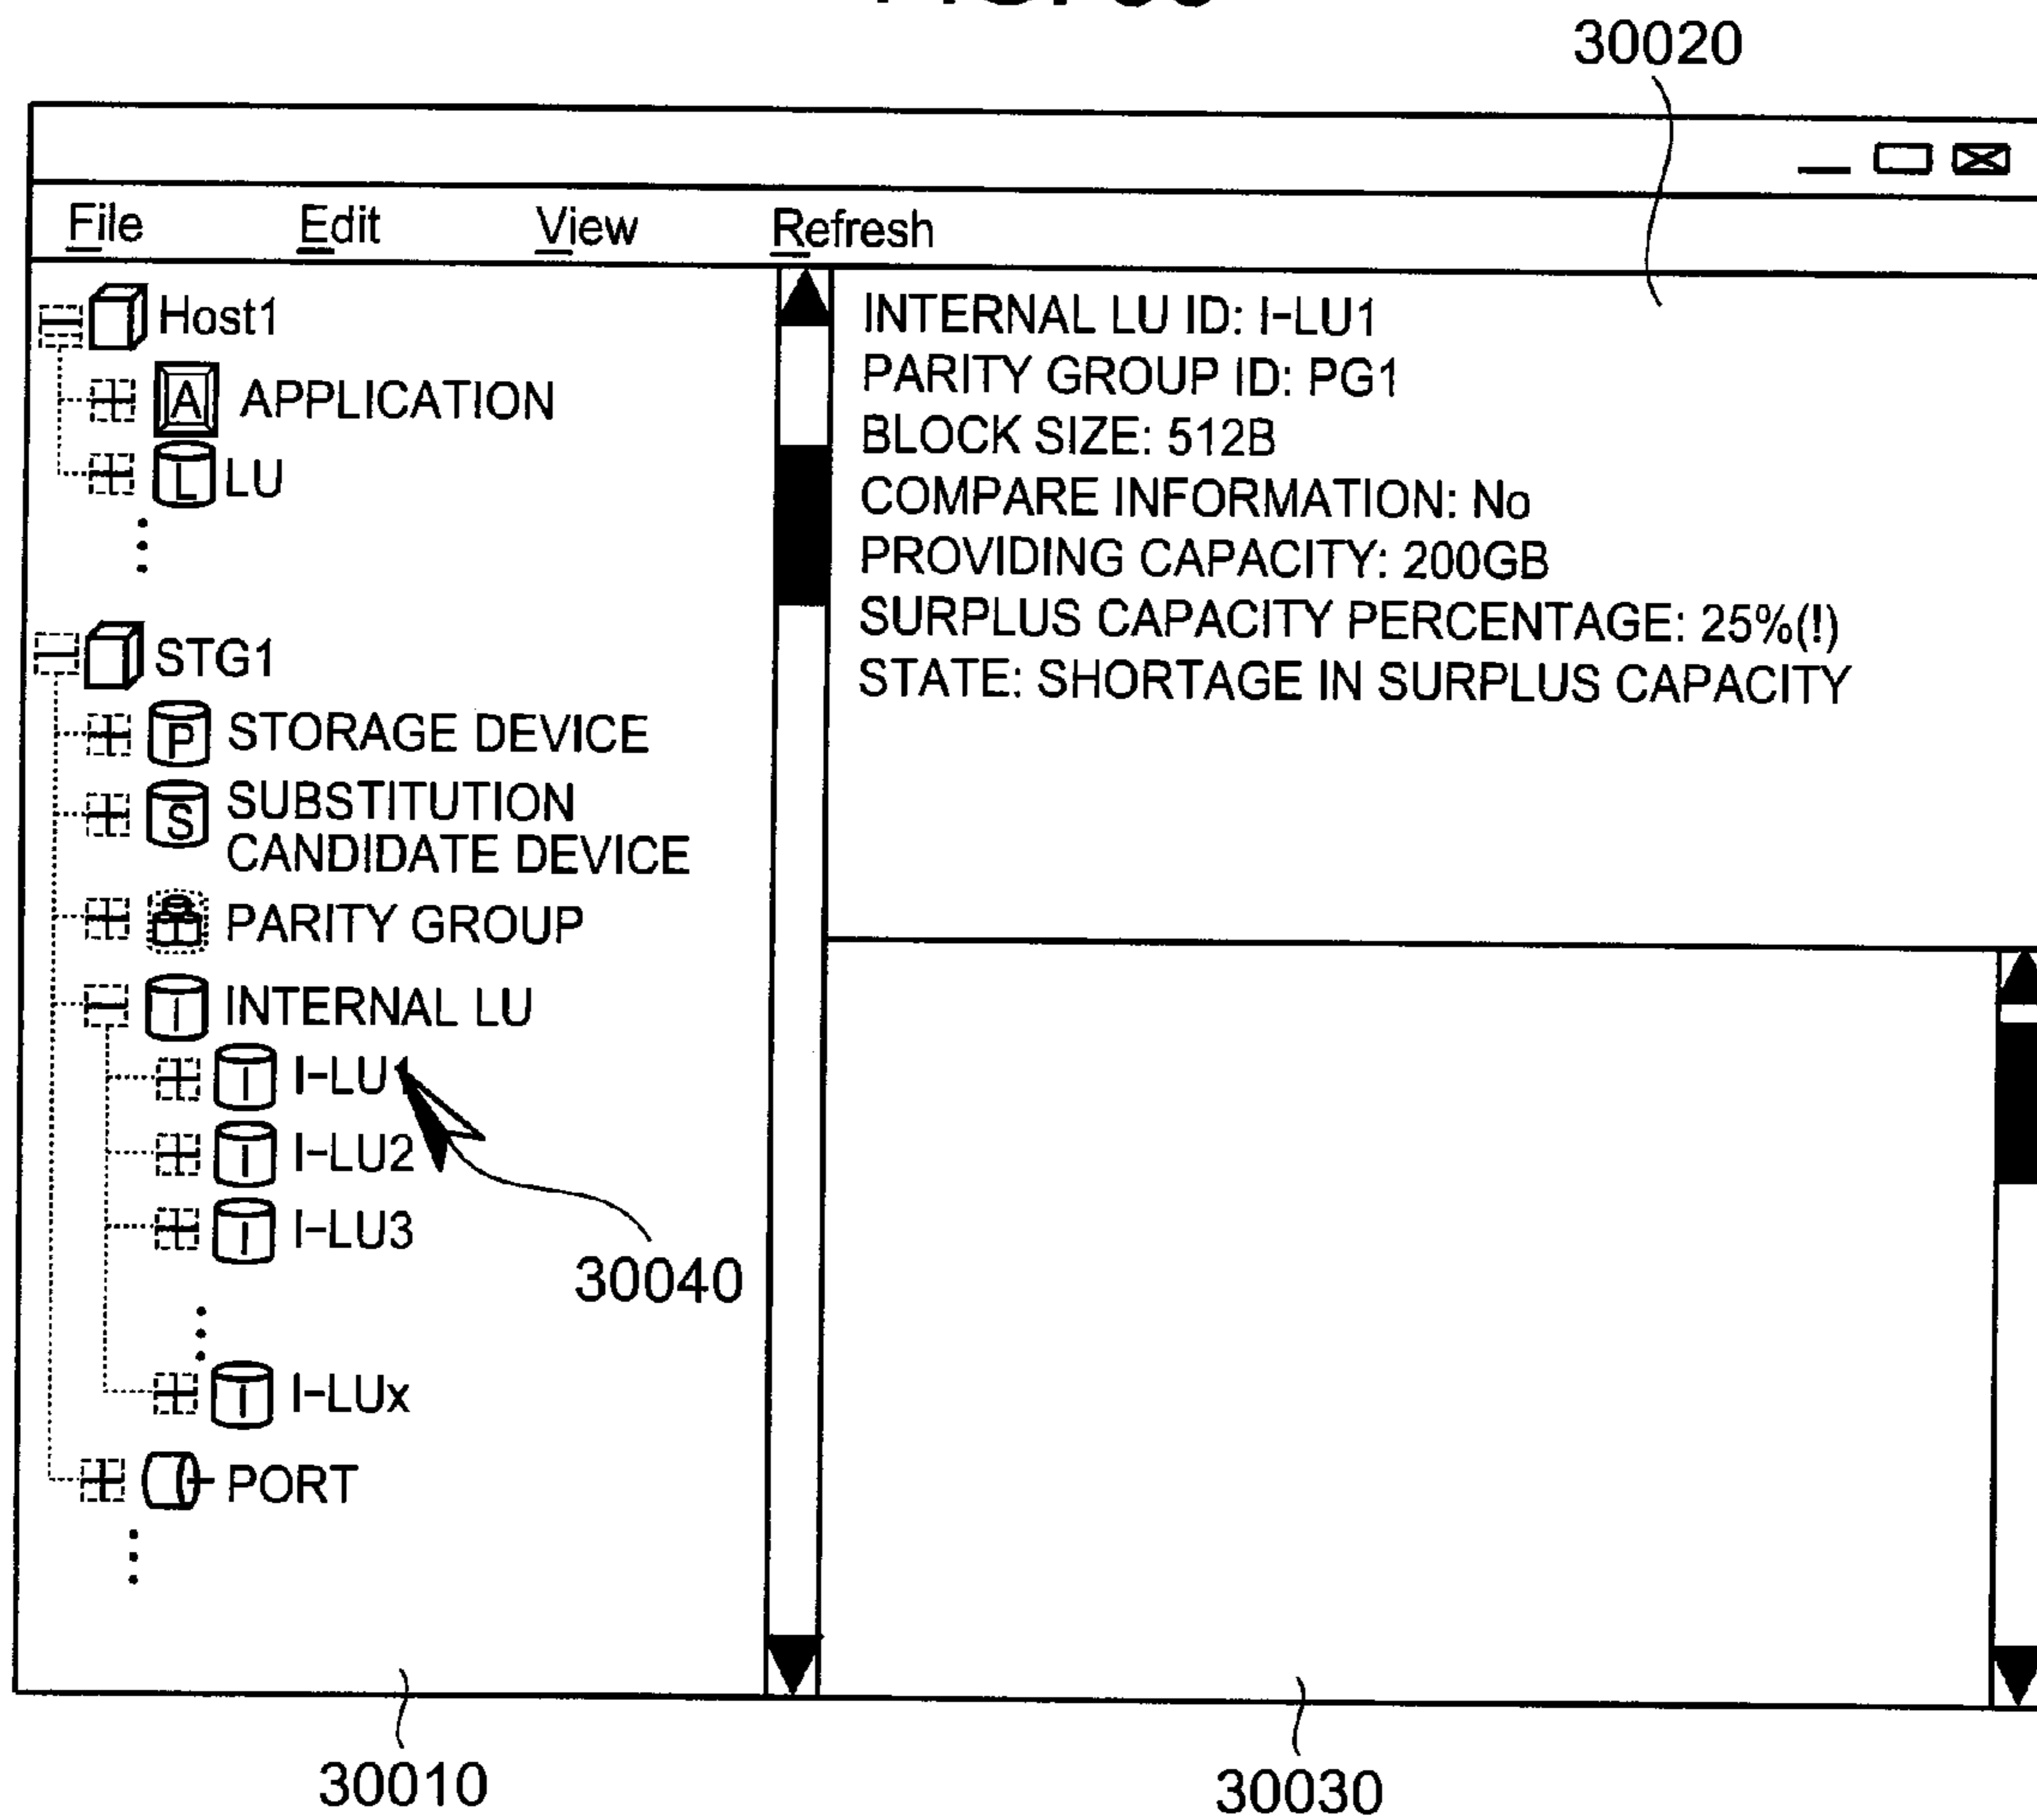 30020
File Edit View Refresh
Host1
A APPLICATION
L LU
STG1
P STORAGE DEVICE
S SUBSTITUTION
CANDIDATE DEVICE
PARITY GROUP
I INTERNAL LU
I I-LU1
I I-LU2
I I-LU3
I I-LUx
PORT
30040
INTERNAL LU ID: I-LU1
PARITY GROUP ID: PG1
BLOCK SIZE: 512B
COMPARE INFORMATION: No
PROVIDING CAPACITY: 200GB
SURPLUS CAPACITY PERCENTAGE: 25%(!)
STATE: SHORTAGE IN SURPLUS CAPACITY
30010
30030